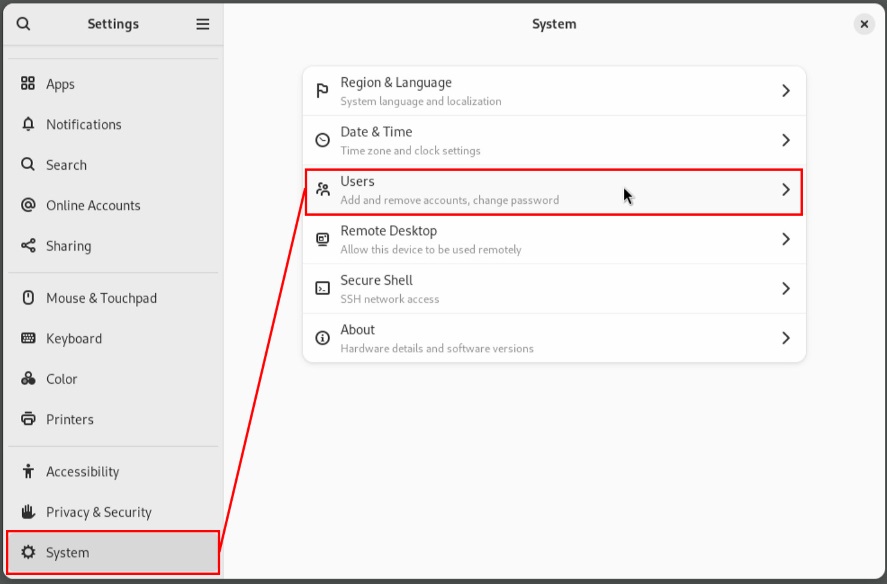 Settings
Apps
Notifications
Search
Online Accounts
Sharing
Mouse & Touchpad
Keyboard
Color
Printers
Accessibility
Privacy & Security
System
System
Region & Language
System language and localization
Date & Time
Time zone and clock settings
Users
Add and remove accounts, change password
Remote Desktop
Allow this device to be used remotely
Secure Shell
SSH network access
About
Hardware details and software versions